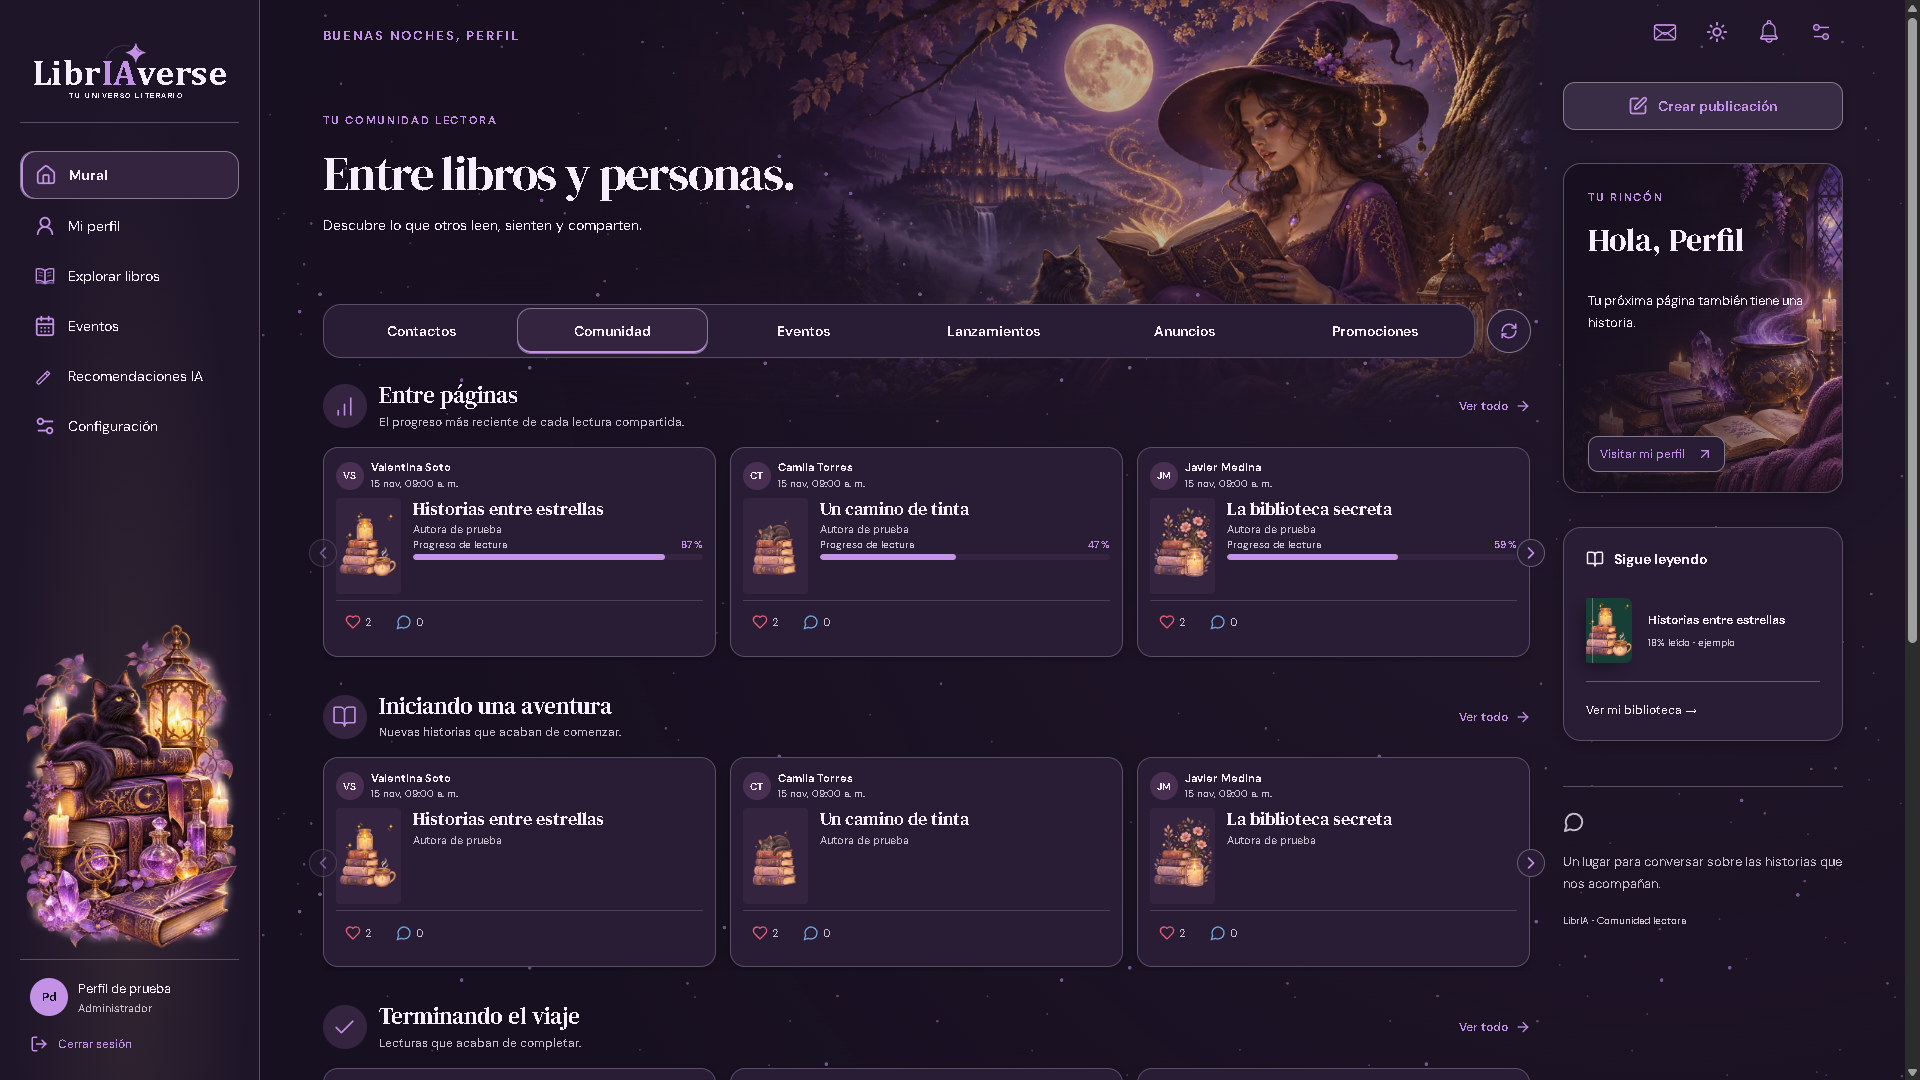 LibrIAverse
TU UNIVERSO LITERARIO
Mural
Mi perfil
Explorar libros
Eventos
Recomendaciones IA
Configuración
Pd
Perfil de prueba
Administrador
Cerrar sesión
BUENAS NOCHES, PERFIL
TU COMUNIDAD LECTORA
Entre libros y personas.
Descubre lo que otros leen, sienten y comparten.
Contactos
Comunidad
Eventos
Lanzamientos
Anuncios
Promociones
Entre páginas
El progreso más reciente de cada lectura compartida.
Ver todo →
VS
Valentina Soto
15 nov, 09:00 a. m.
Historias entre estrellas
Autora de prueba
Progreso de lectura 87 %
2 0
CT
Camila Torres
15 nov, 09:00 a. m.
Un camino de tinta
Autora de prueba
Progreso de lectura 47 %
2 0
JM
Javier Medina
15 nov, 09:00 a. m.
La biblioteca secreta
Autora de prueba
Progreso de lectura 59 %
2 0
Iniciando una aventura
Nuevas historias que acaban de comenzar.
Ver todo →
VS
Valentina Soto
15 nov, 09:00 a. m.
Historias entre estrellas
Autora de prueba
2 0
CT
Camila Torres
15 nov, 09:00 a. m.
Un camino de tinta
Autora de prueba
2 0
JM
Javier Medina
15 nov, 09:00 a. m.
La biblioteca secreta
Autora de prueba
2 0
Terminando el viaje
Lecturas que acaban de completar.
Ver todo →
Crear publicación
TU RINCÓN
Hola, Perfil
Tu próxima página también tiene una
historia.
Visitar mi perfil
Sigue leyendo
Historias entre estrellas
18% leído · ejemplo
Ver mi biblioteca →
Un lugar para conversar sobre las historias que
nos acompañan.
LibrIA · Comunidad lectora